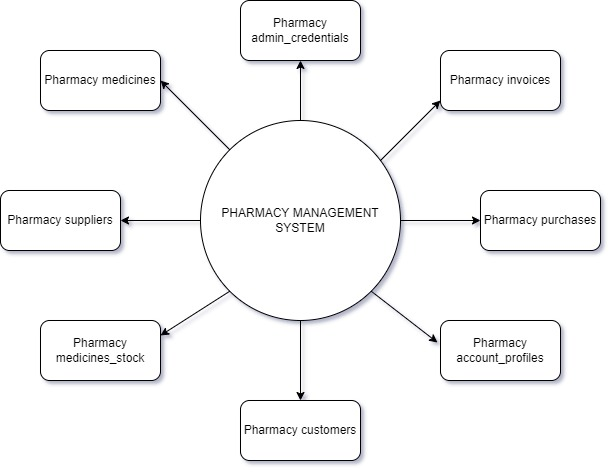 Pharmacy
admin_credentials
Pharmacy medicines
Pharmacy invoices
PHARMACY MANAGEMENT
SYSTEM
Pharmacy suppliers
Pharmacy purchases
Pharmacy
medicines_stock
Pharmacy
account_profiles
Pharmacy customers